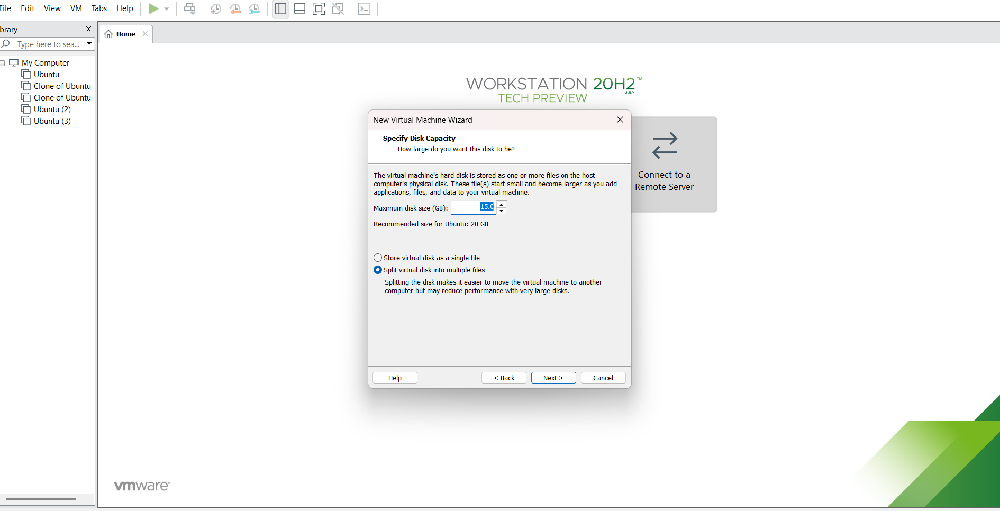 File Edit View VM Tabs Help
brary
Type here to sea...
My Computer
Ubuntu
Clone of Ubuntu
Clone of Ubuntu (
Ubuntu (2)
Ubuntu (3)
Home
WORKSTATION 20H2™
JULY
TECH PREVIEW
New Virtual Machine Wizard
Specify Disk Capacity
How large do you want this disk to be?
The virtual machine's hard disk is stored as one or more files on the host
computer's physical disk. These file(s) start small and become larger as you add
applications, files, and data to your virtual machine.
Maximum disk size (GB): 15.0
Recommended size for Ubuntu: 20 GB
Store virtual disk as a single file
Split virtual disk into multiple files
Splitting the disk makes it easier to move the virtual machine to another
computer but may reduce performance with very large disks.
Help < Back Next > Cancel
Connect to a
Remote Server
vmware®